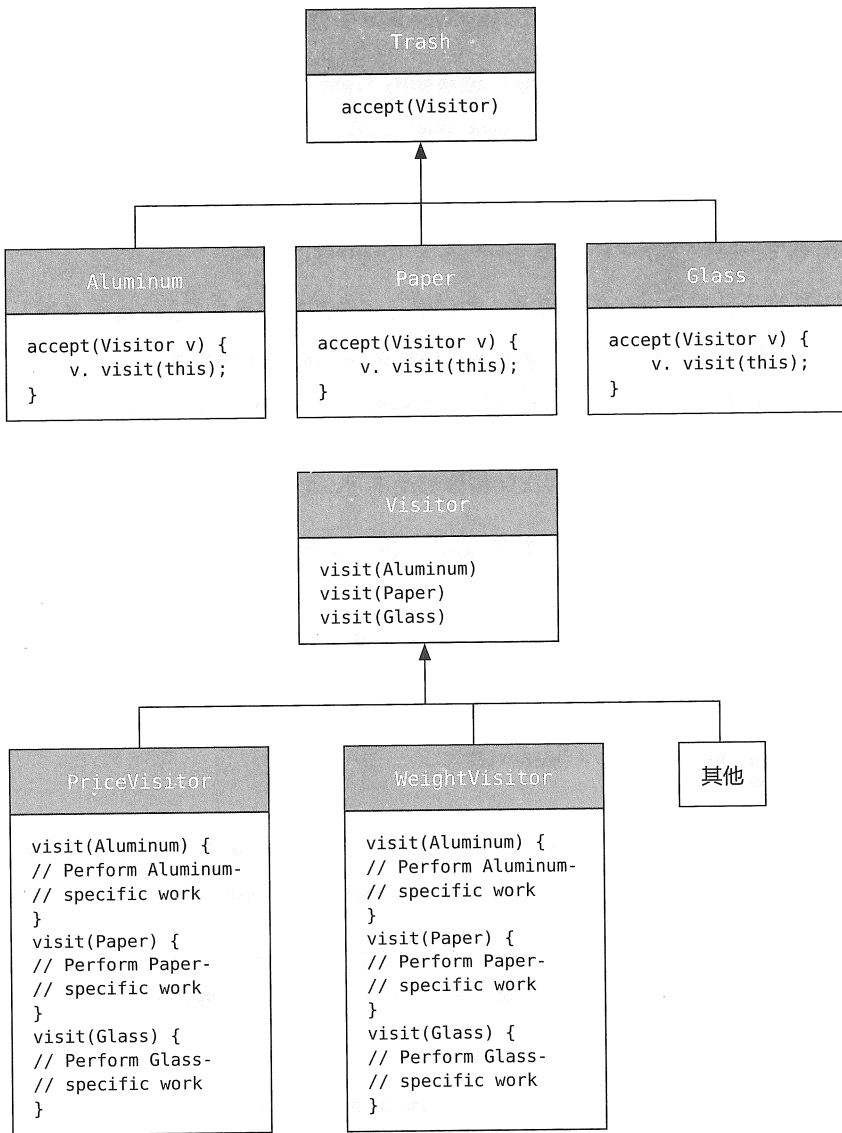 Trash
accept(Visitor)
Aluminum
accept(Visitor v) {
v. visit(this);
}
Paper
accept(Visitor v) {
v. visit(this);
}
Glass
accept(Visitor v) {
v. visit(this);
}
Visitor
visit(Aluminum)
visit(Paper)
visit(Glass)
PriceVisitor
visit(Aluminum) {
// Perform Aluminum-
// specific work
}
visit(Paper) {
// Perform Paper-
// specific work
}
visit(Glass) {
// Perform Glass-
// specific work
}
WeightVisitor
visit(Aluminum) {
// Perform Aluminum-
// specific work
}
visit(Paper) {
// Perform Paper-
// specific work
}
visit(Glass) {
// Perform Glass-
// specific work
}
其他